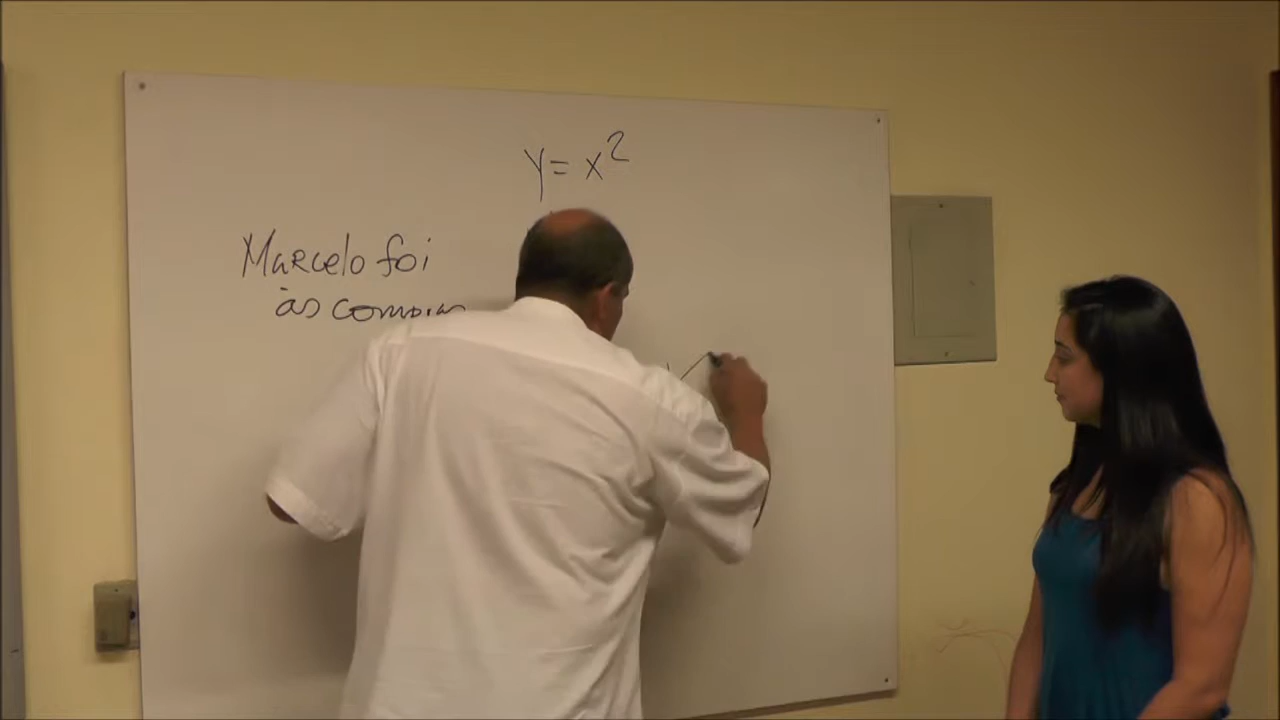 y = x²
Marcelo foi
às compras